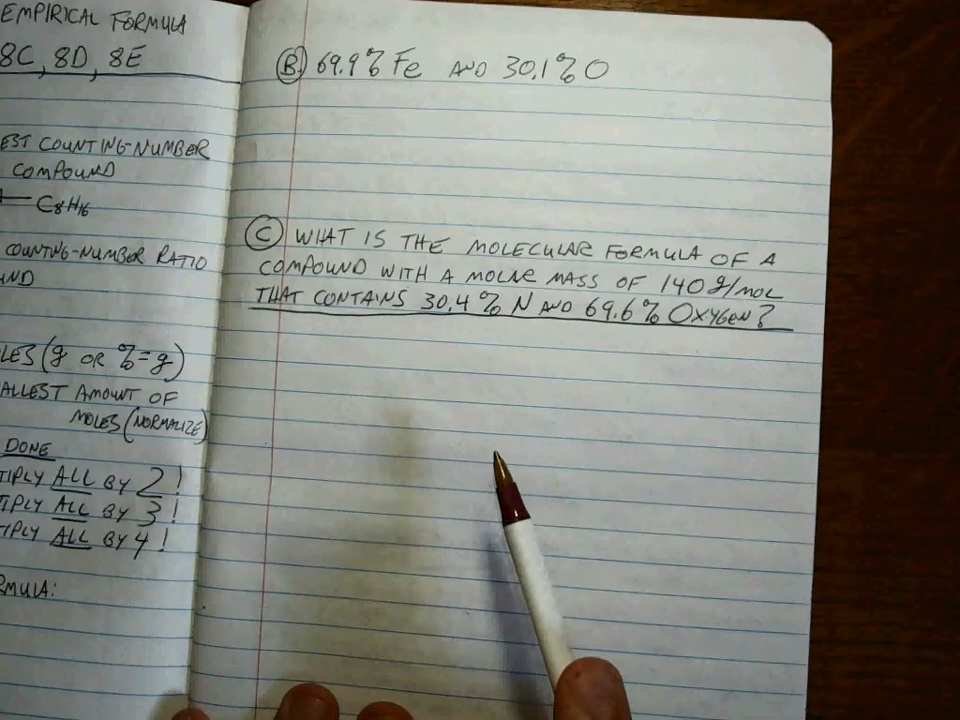 EMPIRICAL FORMULA
8C, 8D, 8E
EST COUNTING-NUMBER
COMPOUND
C8H16
COUNTING-NUMBER RATIO
UND
LES (g OR %=g)
ALLEST AMOUNT OF
MOLES (NORMALIZE)
DONE
TIPLY ALL BY 2!
TIPLY ALL BY 3!
TIPLY ALL BY 4!
RMULA:
(B.) 69.9% Fe AND 30.1% O
(C) WHAT IS THE MOLECULAR FORMULA OF A
COMPOUND WITH A MOLAR MASS OF 140 g/MOL
THAT CONTAINS 30.4% N AND 69.6% OXYGEN?